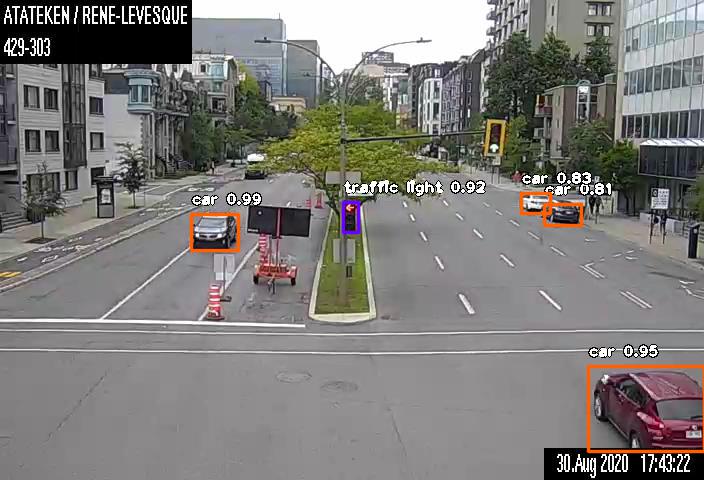 ATATEKEN / RENE-LEVESQUE
429-303
car 0.83
car 0.81
traffic light 0.92
car 0.99
car 0.95
30.Aug 2020 17:43:22